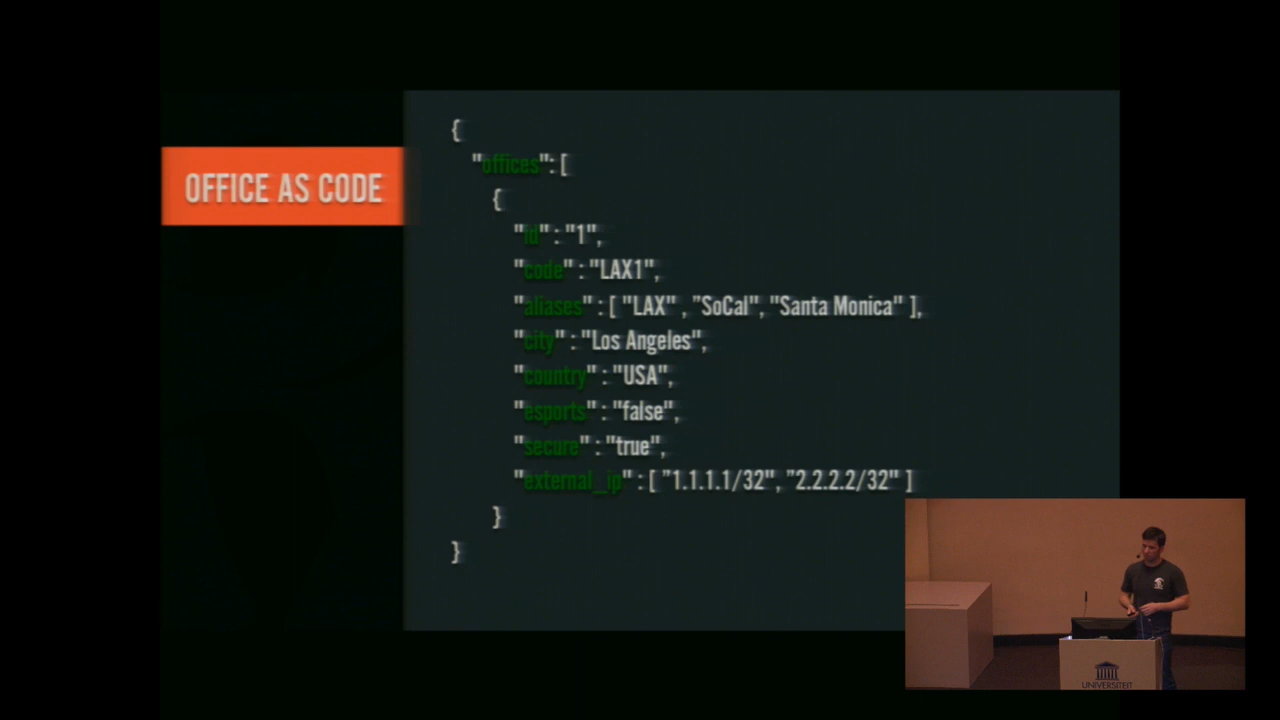 OFFICE AS CODE
{
"offices": [
{
"id" : "1",
"code" : "LAX1",
"aliases" : [ "LAX" , "SoCal", "Santa Monica" ],
"city" : "Los Angeles",
"country" : "USA",
"esports" : "false",
"secure" : "true",
"external_ip" : [ "1.1.1.1/32", "2.2.2.2/32" ]
}
}
UNIVERSITEIT